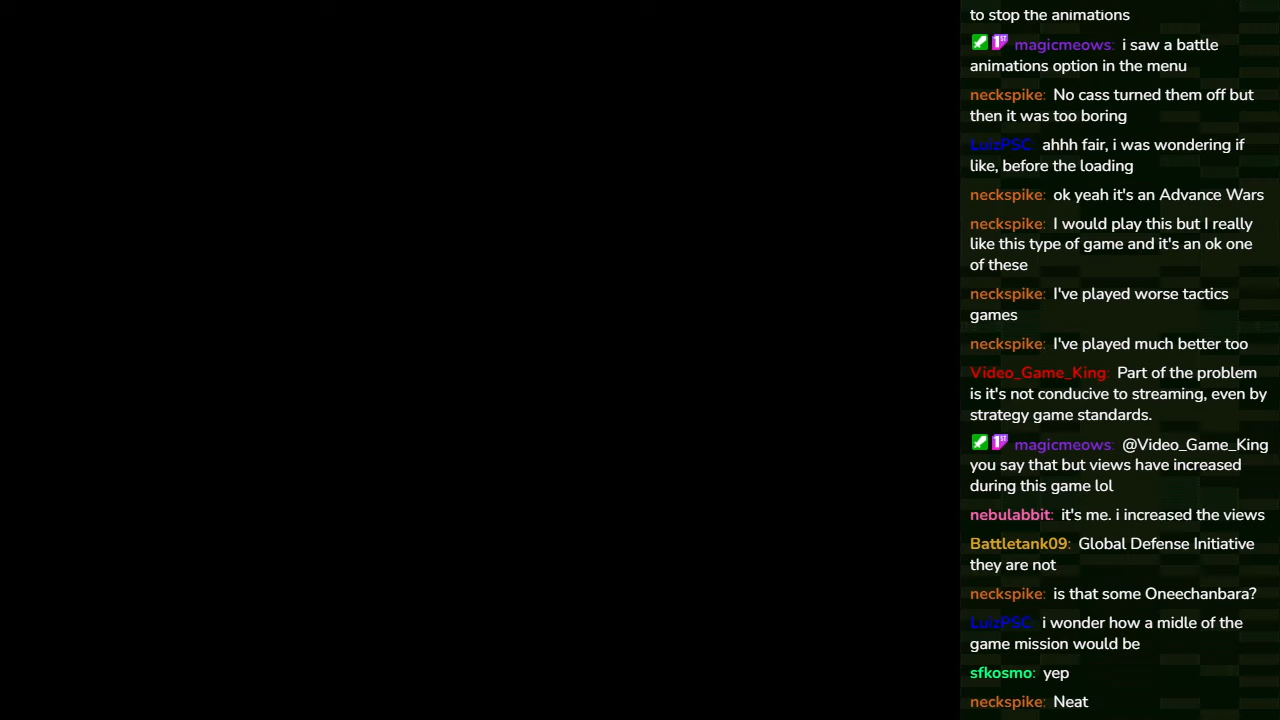 to stop the animations
magicmeows: i saw a battle
animations option in the menu
neckspike: No cass turned them off but
then it was too boring
LuizPSC: ahhh fair, i was wondering if
like, before the loading
neckspike: ok yeah it's an Advance Wars
neckspike: I would play this but I really
like this type of game and it's an ok one
of these
neckspike: I've played worse tactics
games
neckspike: I've played much better too
Video_Game_King: Part of the problem
is it's not conducive to streaming, even by
strategy game standards.
magicmeows: @Video_Game_King
you say that but views have increased
during this game lol
nebulabbit: it's me. i increased the views
Battletank09: Global Defense Initiative
they are not
neckspike: is that some Oneechanbara?
LuizPSC: i wonder how a midle of the
game mission would be
sfkosmo: yep
neckspike: Neat